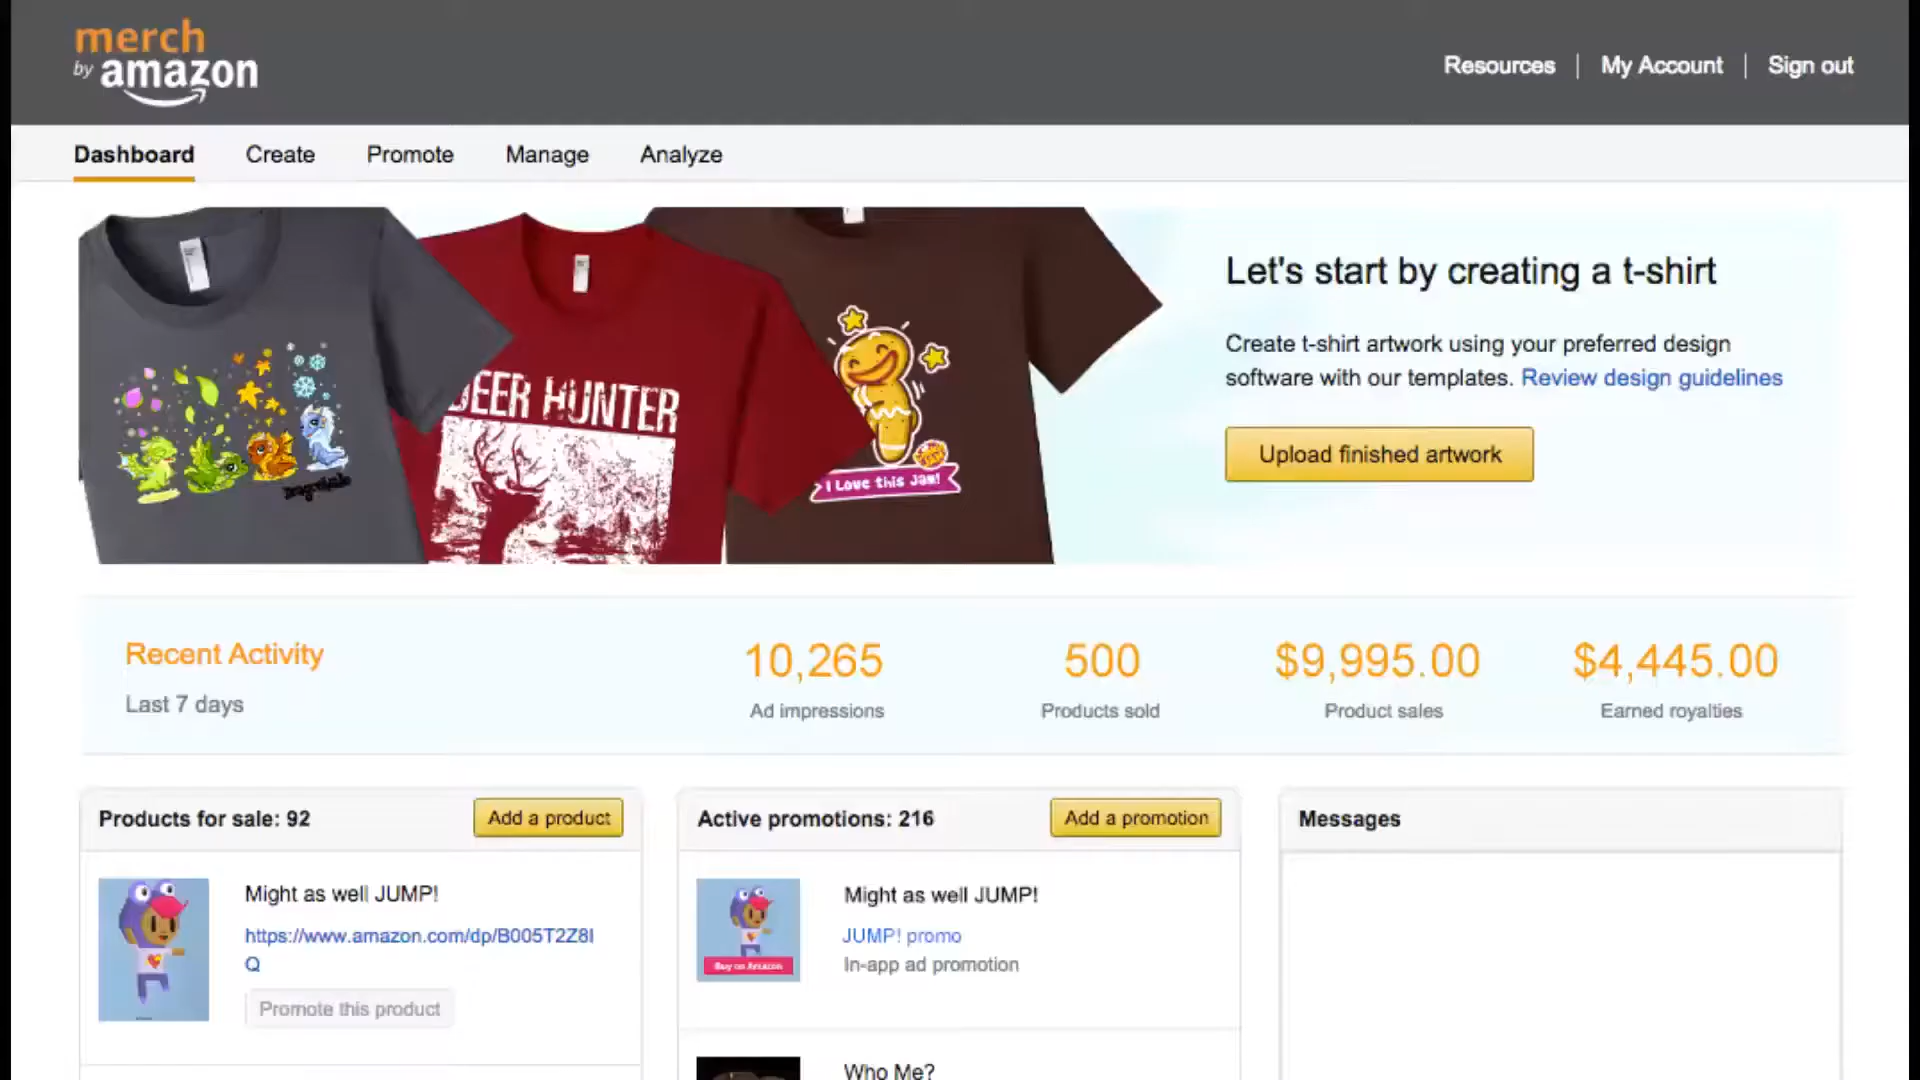 merch
by amazon
Resources
My Account
Sign out
Dashboard
Create
Promote
Manage
Analyze
DEER HUNTER
I Love this Jam!
Let's start by creating a t-shirt
Create t-shirt artwork using your preferred design
software with our templates. Review design guidelines
Upload finished artwork
Recent Activity
Last 7 days
10,265
Ad impressions
500
Products sold
$9,995.00
Product sales
$4,445.00
Earned royalties
Products for sale: 92
Add a product
Might as well JUMP!
https://www.amazon.com/dp/B005T2Z8I
Q
Promote this product
Active promotions: 216
Add a promotion
Buy on Amazon
Might as well JUMP!
JUMP! promo
In-app ad promotion
Who Me?
Messages